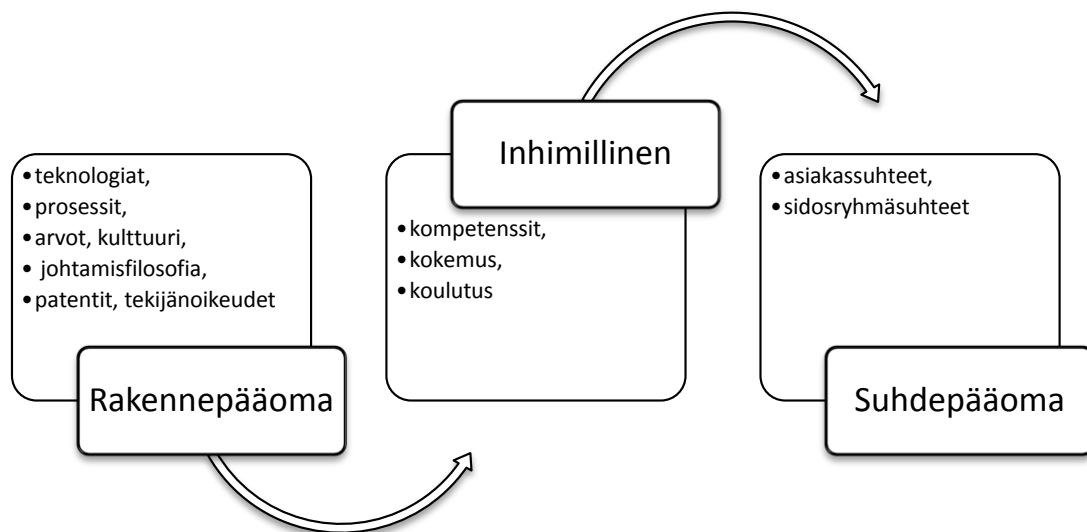 •teknologiat,
•prosessit,
•arvot, kulttuuri,
• johtamisfilosofia,
•patentit, tekijänoikeudet
Rakennepääoma
Inhimillinen
•kompetenssit,
•kokemus,
•koulutus
•asiakassuhteet,
•sidosryhmäsuhteet
Suhdepääoma